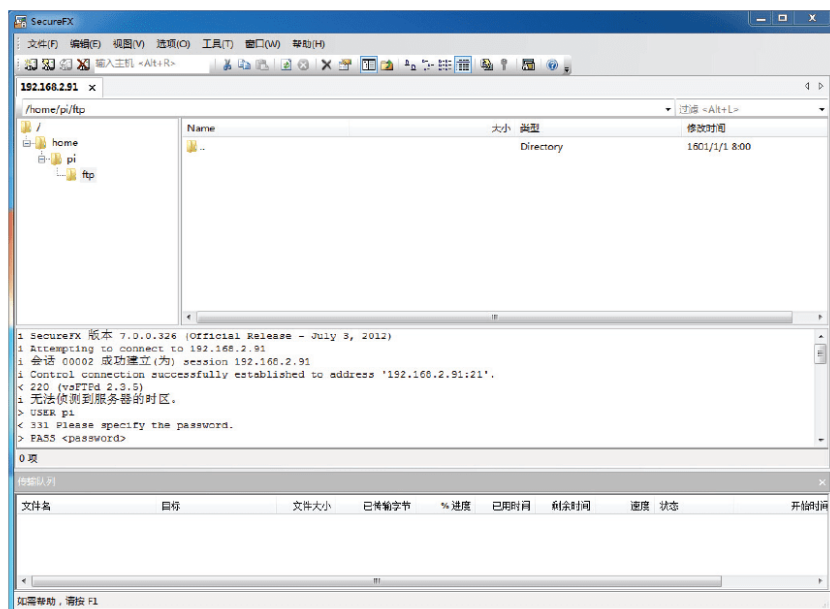 SecureFX
文件(F) 编辑(E) 视图(V) 选项(O) 工具(T) 窗口(W) 帮助(H)
输入主机 <Alt+R>
192.168.2.91 x
/home/pi/ftp 过滤 <Alt+L>
/
home
pi
ftp
Name 大小 类型 修改时间
.. Directory 1601/1/1 8:00
i SecureFX 版本 7.0.0.326 (Official Release - July 3, 2012)
i Attempting to connect to 192.168.2.91
i 会话 00002 成功建立(为) session 192.168.2.91
i Control connection successfully established to address '192.168.2.91:21'.
< 220 (vsFTPd 2.3.5)
i 无法侦测到服务器的时区。
> USER pi
< 331 Please specify the password.
> PASS <password>
0 项
传输队列
文件名 目标 文件大小 已传输字节 % 进度 已用时间 剩余时间 速度 状态 开始时间
如需帮助，请按 F1